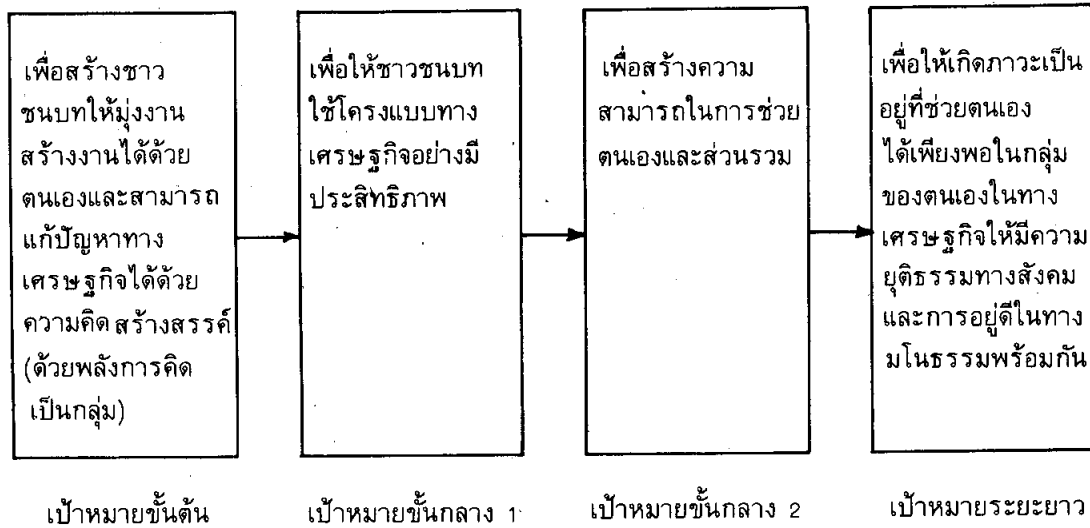 เพื่อสร้างชาว
ชนบทให้มุ่งงาน
สร้างงานได้ด้วย
ตนเองและสามารถ
แก้ปัญหาทาง
เศรษฐกิจได้ด้วย
ความคิดสร้างสรรค์
(ด้วยพลังการคิด
เป็นกลุ่ม)
เป้าหมายขั้นต้น
เพื่อให้ชาวชนบท
ใช้โครงแบบทาง
เศรษฐกิจอย่างมี
ประสิทธิภาพ
เป้าหมายขั้นกลาง 1
เพื่อสร้างความ
สามารถในการช่วย
ตนเองและส่วนรวม
เป้าหมายขั้นกลาง 2
เพื่อให้เกิดภาวะเป็น
อยู่ที่ช่วยตนเอง
ได้เพียงพอในกลุ่ม
ของตนเองในทาง
เศรษฐกิจให้มีความ
ยุติธรรมทางสังคม
และการอยู่ดีในทาง
มโนธรรมพร้อมกัน
เป้าหมายระยะยาว